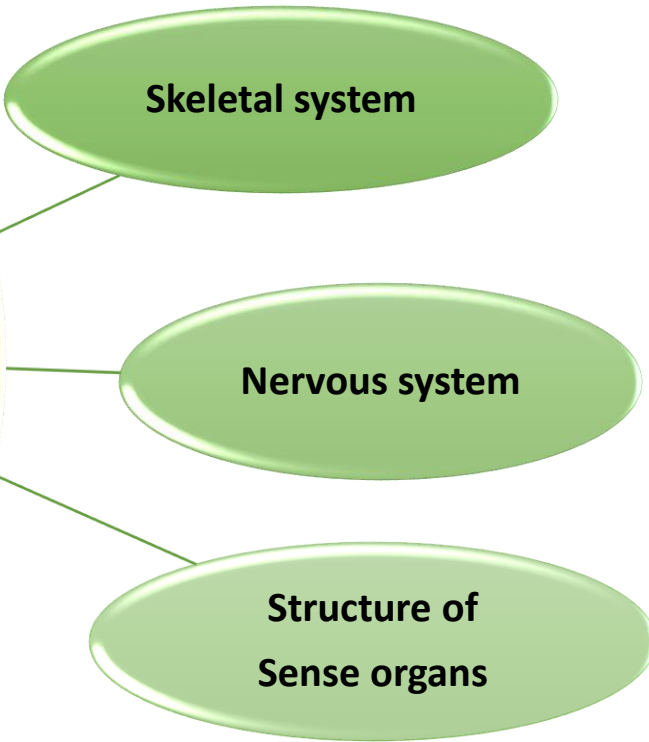 Skeletal system
Nervous system
Structure of
Sense organs